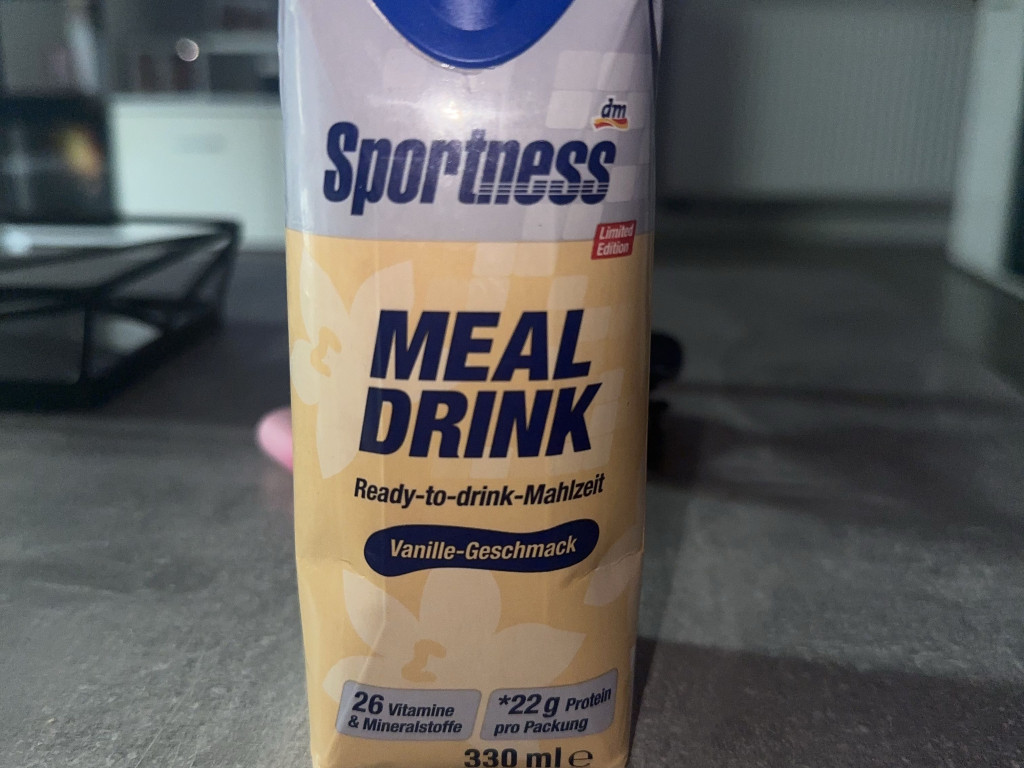 dm
Sportness
Limited
Edition
MEAL
DRINK
Ready-to-drink-Mahlzeit
Vanille-Geschmack
26 Vitamine
& Mineralstoffe
*22g Protein
pro Packung
330 ml ℮